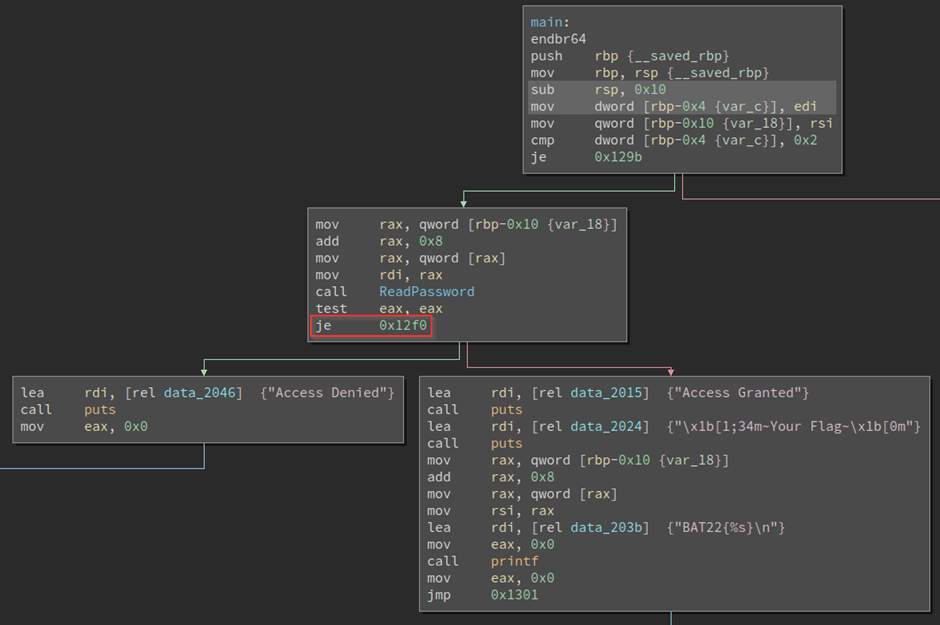 main:
endbr64
push rbp {__saved_rbp}
mov rbp, rsp {__saved_rbp}
sub rsp, 0x10
mov dword [rbp-0x4 {var_c}], edi
mov qword [rbp-0x10 {var_18}], rsi
cmp dword [rbp-0x4 {var_c}], 0x2
je 0x129b
mov rax, qword [rbp-0x10 {var_18}]
add rax, 0x8
mov rax, qword [rax]
mov rdi, rax
call ReadPassword
test eax, eax
je 0x12f0
lea rdi, [rel data_2046] {"Access Denied"}
call puts
mov eax, 0x0
lea rdi, [rel data_2015] {"Access Granted"}
call puts
lea rdi, [rel data_2024] {"\x1b[1;34m~Your Flag~\x1b[0m"}
call puts
mov rax, qword [rbp-0x10 {var_18}]
add rax, 0x8
mov rax, qword [rax]
mov rsi, rax
lea rdi, [rel data_203b] {"BAT22{%s}\n"}
mov eax, 0x0
call printf
mov eax, 0x0
jmp 0x1301